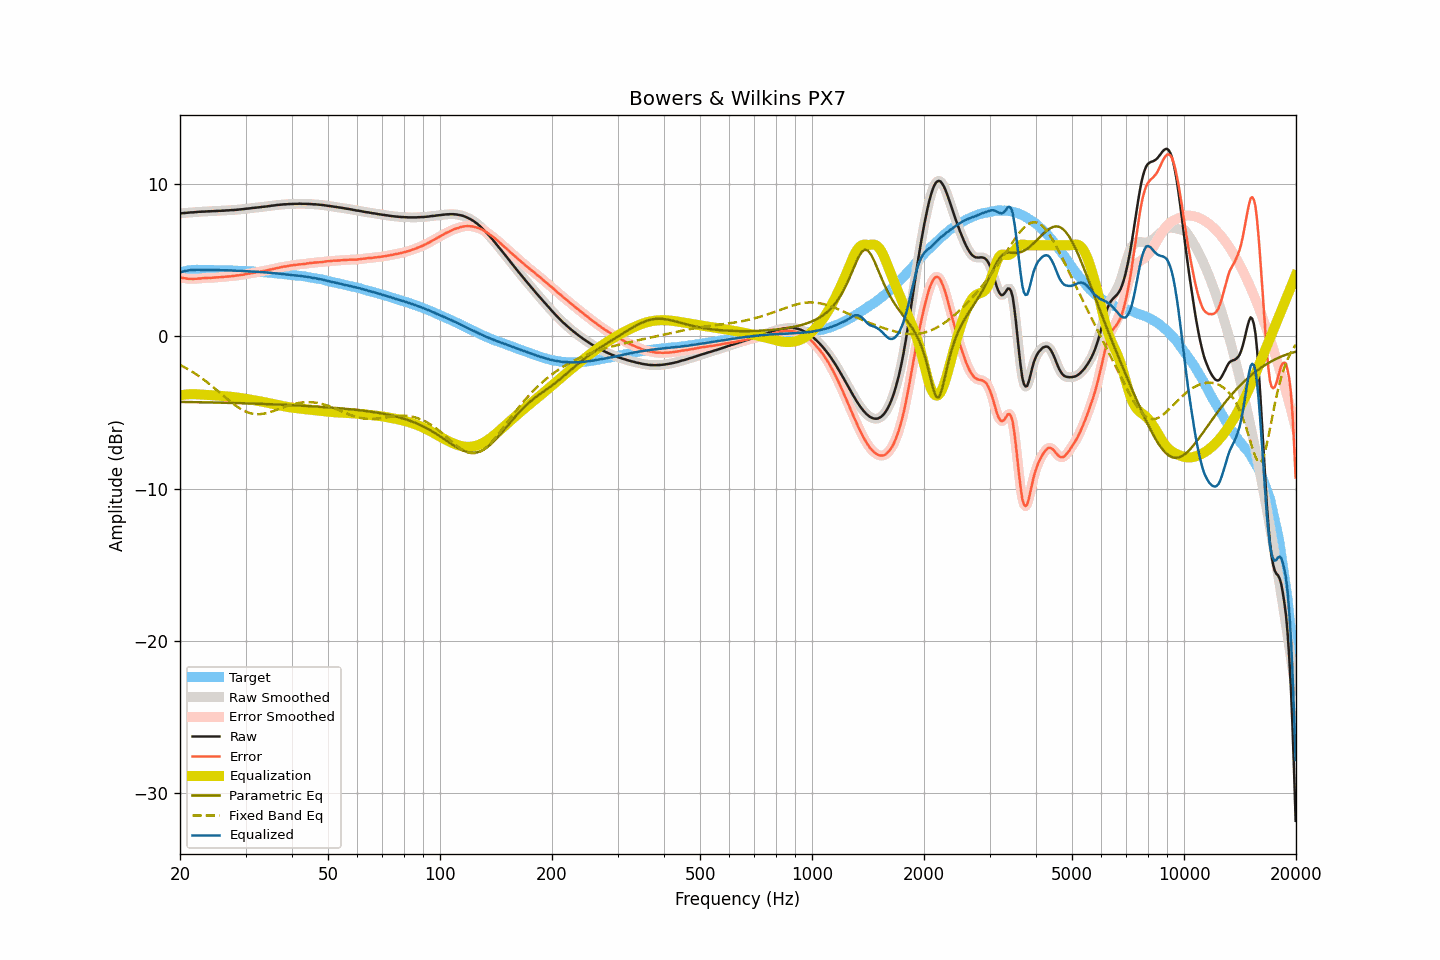 Bowers & Wilkins PX7
10
0
−10
−20
−30
Amplitude (dBr)
Target
Raw Smoothed
Error Smoothed
Raw
Error
Equalization
Parametric Eq
Fixed Band Eq
Equalized
20 50 100 200 500 1000 2000 5000 10000 20000
Frequency (Hz)